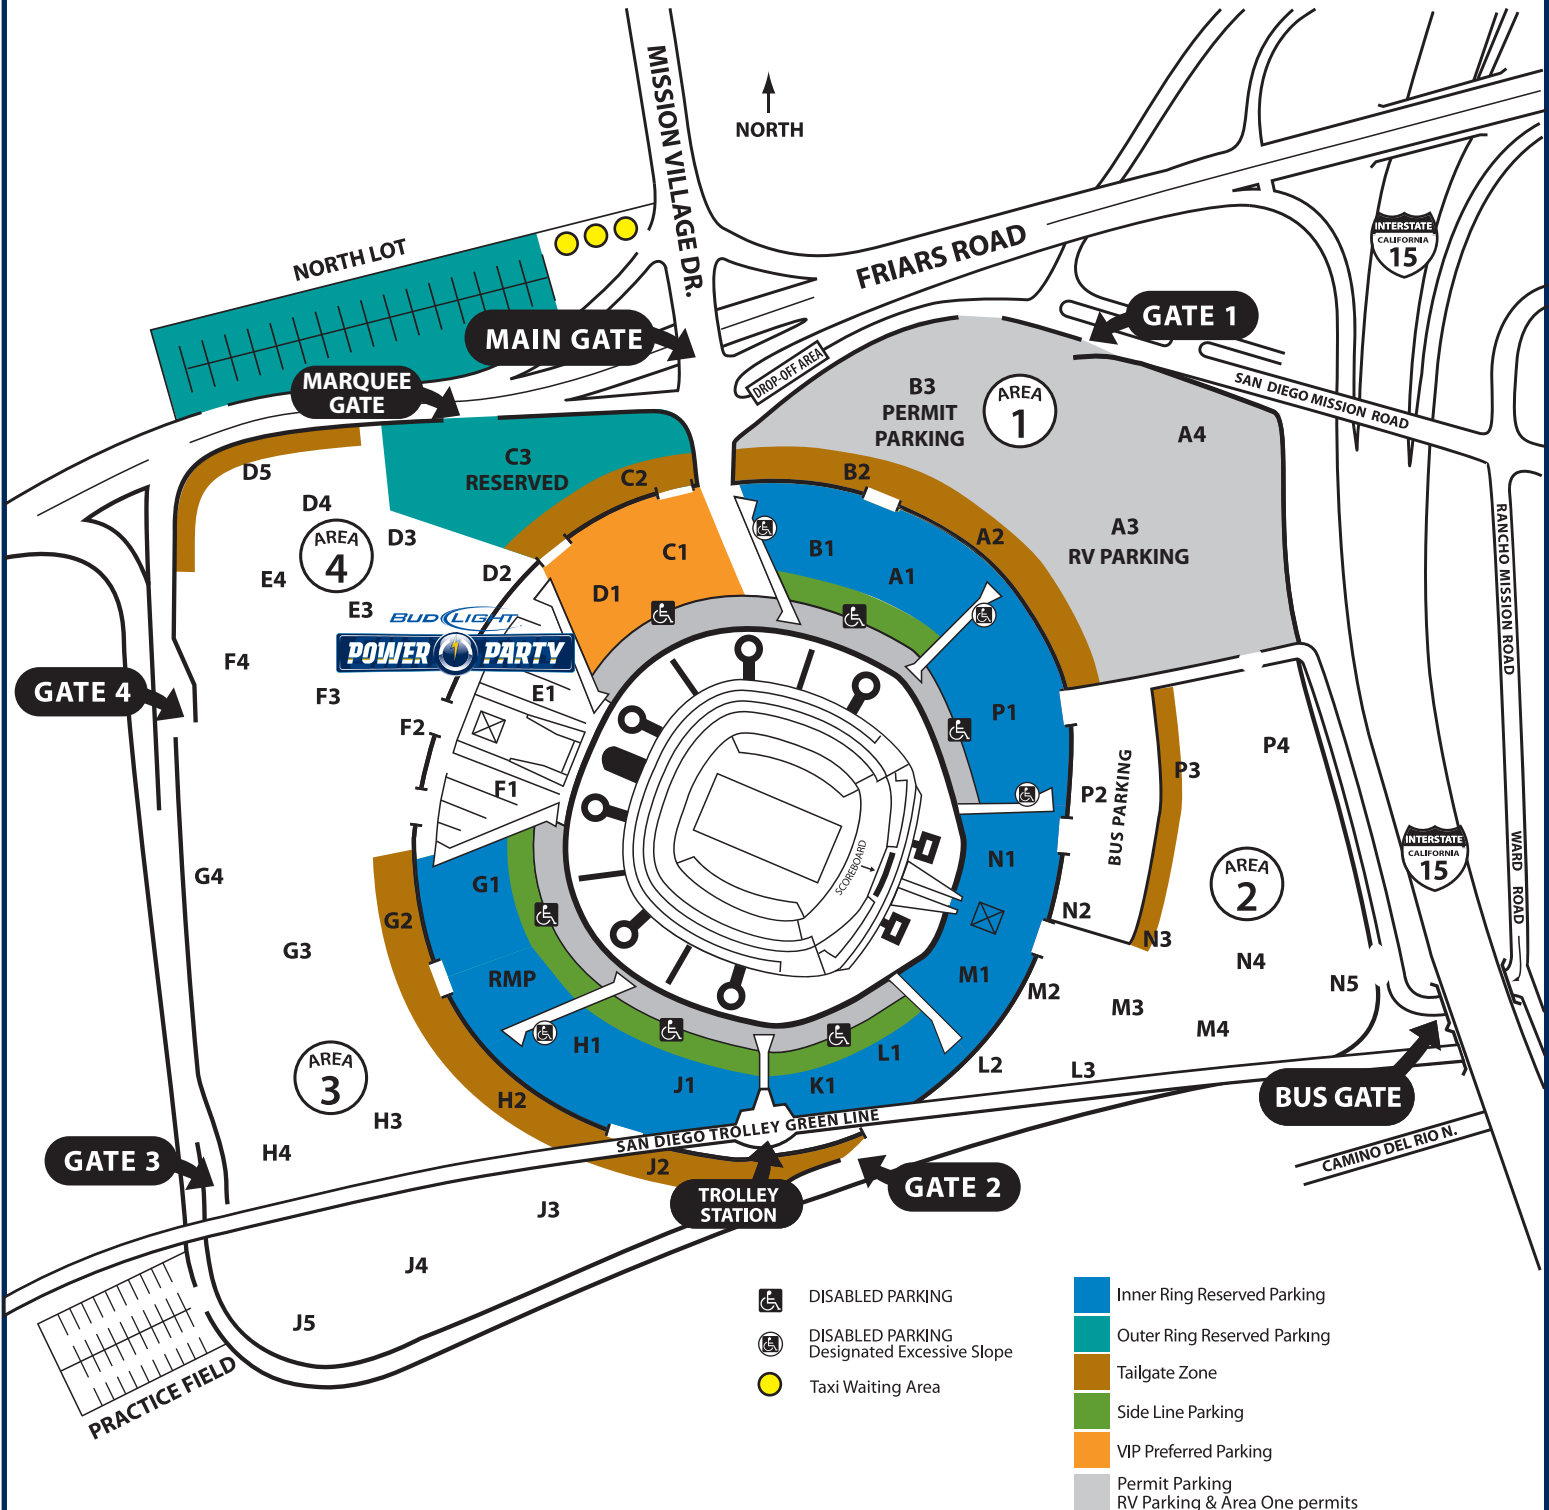 MISSION VILLAGE DR.
NORTH
NORTH LOT
FRIARS ROAD
INTERSTATE
CALIFORNIA
15
MAIN GATE
GATE 1
DROP-OFF AREA
MARQUEE
GATE
SAN DIEGO MISSION ROAD
B3
PERMIT
PARKING
AREA
1
A4
C3
RESERVED
C2
B2
D5
D4
D3
AREA
4
A2
A3
RV PARKING
RANCHO MISSION ROAD
B1
A1
C1
D1
D2
E4
E3
BUD LIGHT
POWER PARTY
F4
F3
F2
E1
F1
GATE 4
P1
P2
BUS PARKING
P3
P4
INTERSTATE
CALIFORNIA
15
WARD ROAD
SCOREBOARD
N1
AREA
2
G4
G1
G2
G3
N2
N3
N4
N5
RMP
M1
M2
M3
M4
H1
L1
L2
L3
AREA
3
J1
K1
H2
H3
H4
BUS GATE
SAN DIEGO TROLLEY GREEN LINE
CAMINO DEL RIO N.
GATE 3
J2
TROLLEY
STATION
GATE 2
J3
J4
J5
PRACTICE FIELD
DISABLED PARKING
DISABLED PARKING
Designated Excessive Slope
Taxi Waiting Area
Inner Ring Reserved Parking
Outer Ring Reserved Parking
Tailgate Zone
Side Line Parking
VIP Preferred Parking
Permit Parking
RV Parking & Area One permits